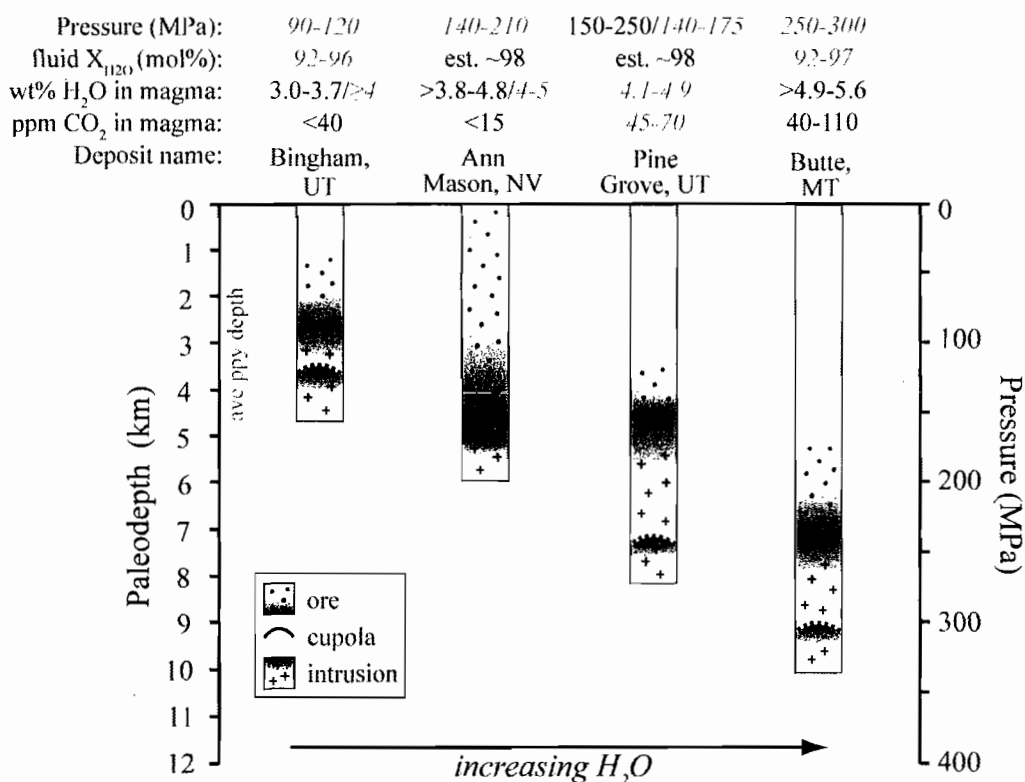 Pressure (MPa): 90-120 140-210 150-250/140-175 250-300
fluid X_H2O (mol%): 92-96 est. ~98 est. ~98 92-97
wt% H₂O in magma: 3.0-3.7/>4 >3.8-4.8/4-5 4.1-4.9 >4.9-5.6
ppm CO₂ in magma: <40 <15 45-70 40-110
Deposit name: Bingham, UT Ann Mason, NV Pine Grove, UT Butte, MT
0
1
2
3
4
5
6
7
8
9
10
11
12
Paleodepth (km)
ave ppy depth
ore
cupola
intrusion
increasing H₂O
0
100
200
300
400
Pressure (MPa)